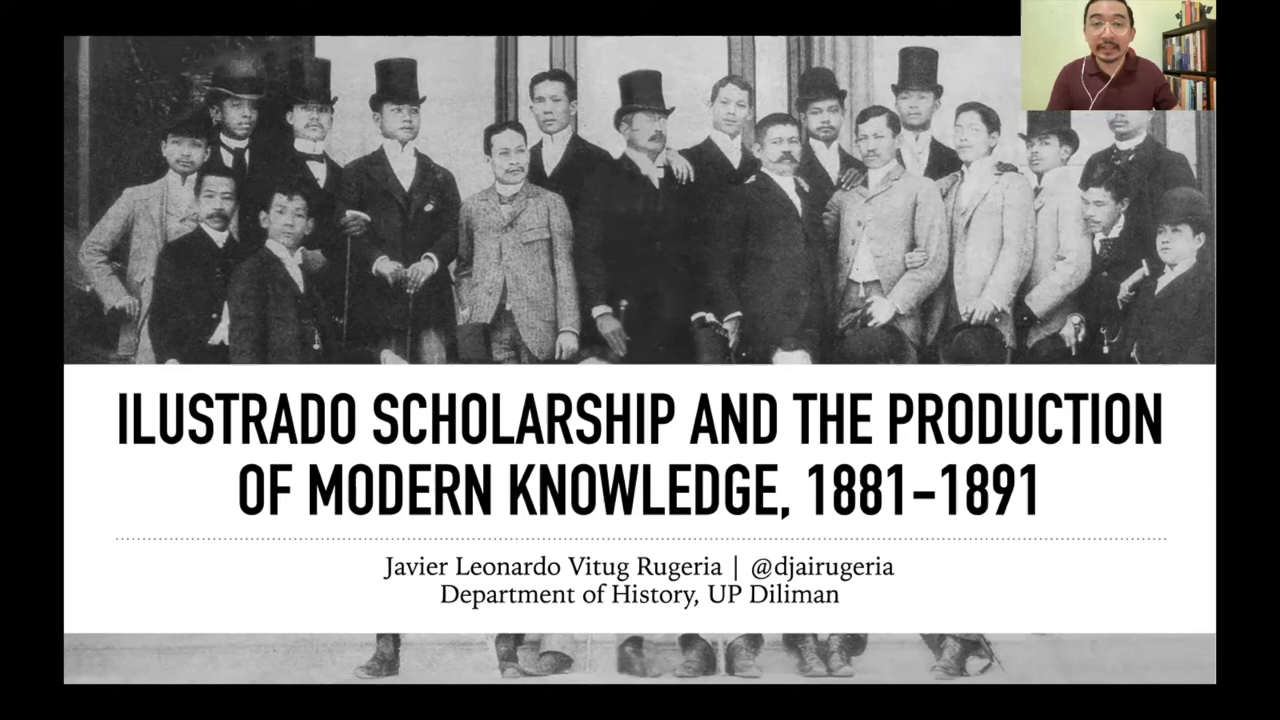 ILUSTRADO SCHOLARSHIP AND THE PRODUCTION
OF MODERN KNOWLEDGE, 1881-1891
Javier Leonardo Vitug Rugeria | @djairugeria
Department of History, UP Diliman